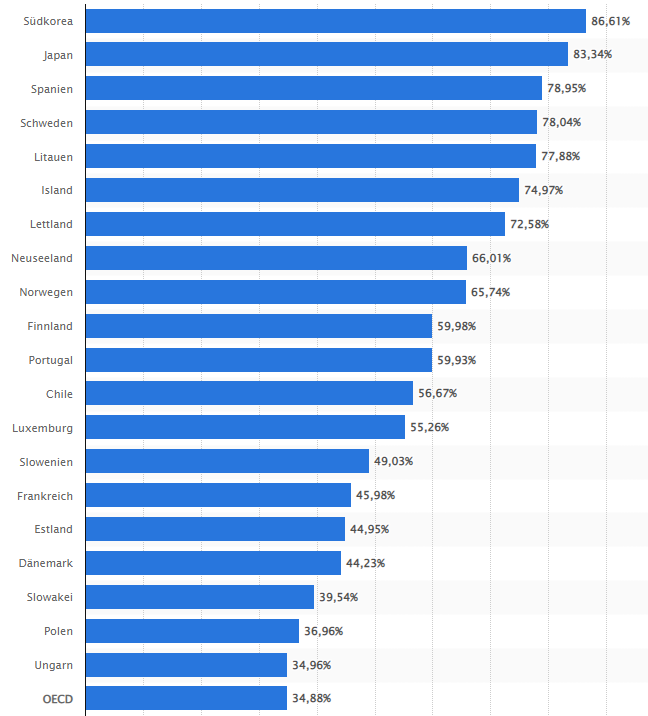 Südkorea 86,61%
Japan 83,34%
Spanien 78,95%
Schweden 78,04%
Litauen 77,88%
Island 74,97%
Lettland 72,58%
Neuseeland 66,01%
Norwegen 65,74%
Finnland 59,98%
Portugal 59,93%
Chile 56,67%
Luxemburg 55,26%
Slowenien 49,03%
Frankreich 45,98%
Estland 44,95%
Dänemark 44,23%
Slowakei 39,54%
Polen 36,96%
Ungarn 34,96%
OECD 34,88%